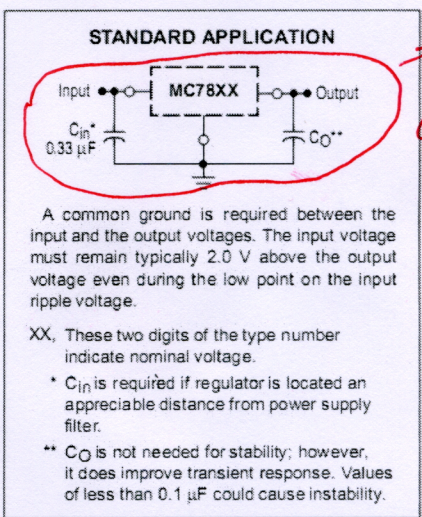 STANDARD APPLICATION
Input MC78XX Output
Cin* CO**
0.33 μF
A common ground is required between the
input and the output voltages. The input voltage
must remain typically 2.0 V above the output
voltage even during the low point on the input
ripple voltage.
XX, These two digits of the type number
indicate nominal voltage.
* Cin is required if regulator is located an
appreciable distance from power supply
filter.
** CO is not needed for stability; however,
it does improve transient response. Values
of less than 0.1 μF could cause instability.